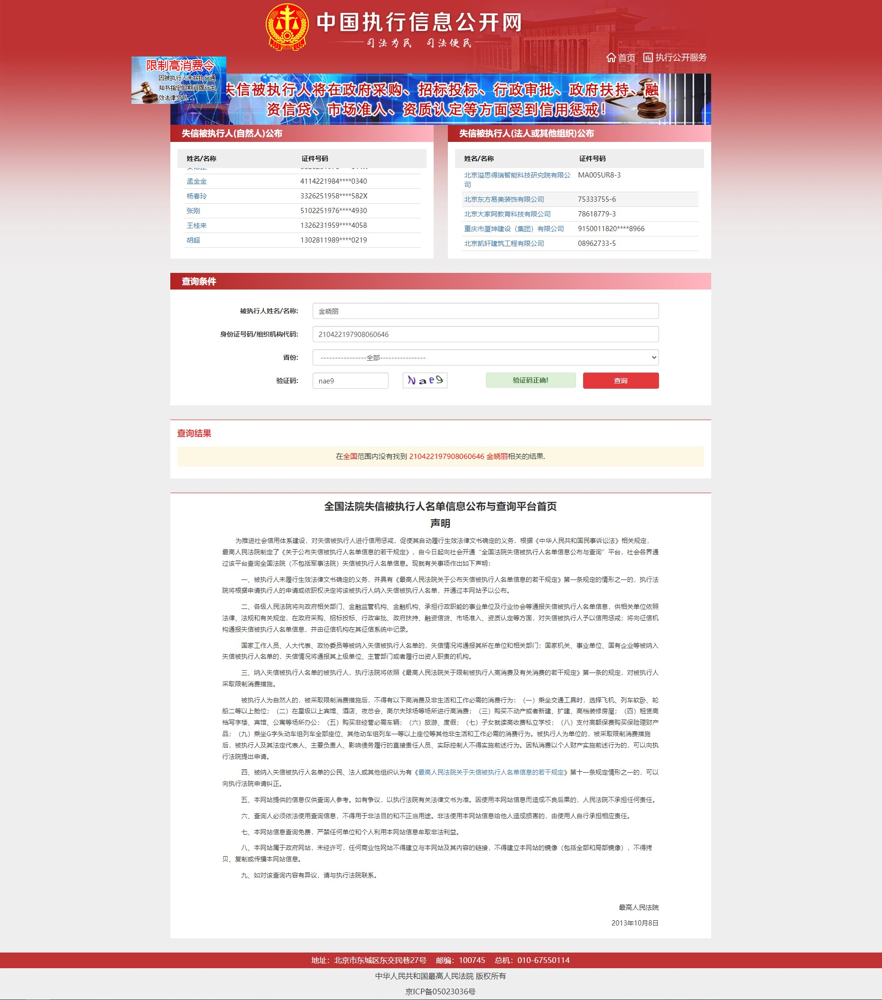 中国执行信息公开网
司法为民 司法便民
首页 执行公开服务
限制高消费令
因被执行人未按执行通
知书指定的期间履行生
效法律文书...
失信被执行人将在政府采购、招标投标、行政审批、政府扶持、融
资信贷、市场准入、资质认定等方面受到信用惩戒!
失信被执行人(自然人)公布
姓名/名称 证件号码
孟金金 4114221984****0340
杨春玲 3326251958****582X
张刚 5102251976****4930
王桂来 1326231959****4058
胡超 1302811989****0219
失信被执行人(法人或其他组织)公布
姓名/名称 证件号码
北京溢思得瑞智能科技研究院有限公 MA005UR8-3
司
北京东方易美装饰有限公司 75333755-6
北京大家网教育科技有限公司 78618779-3
重庆市厦坤建设（集团）有限公司 9150011820****8966
北京凯轩建筑工程有限公司 08962733-5
查询条件
被执行人姓名/名称: 金晓丽
身份证号码/组织机构代码: 210422197908060646
省份: ----------------全部----------------
验证码: nae9 Nae9 验证码正确! 查询
查询结果
在全国范围内没有找到 210422197908060646 金晓丽相关的结果.
全国法院失信被执行人名单信息公布与查询平台首页
声明
为推进社会信用体系建设，对失信被执行人进行信用惩戒，促使其自动履行生效法律文书确定的义务，根据《中华人民共和国民事诉讼法》相关规定，
最高人民法院制定了《关于公布失信被执行人名单信息的若干规定》，自今日起向社会开通“全国法院失信被执行人名单信息公布与查询”平台，社会各界通
过该平台查询全国法院（不包括军事法院）失信被执行人名单信息。现就有关事项作出如下声明：
一、被执行人未履行生效法律文书确定的义务，并具有《最高人民法院关于公布失信被执行人名单信息的若干规定》第一条规定的情形之一的，执行法
院将根据申请执行人的申请或依职权决定将该被执行人纳入失信被执行人名单，并通过本网站予以公布。
二、各级人民法院将向政府相关部门、金融监管机构、金融机构、承担行政职能的事业单位及行业协会等通报失信被执行人名单信息，供相关单位依照
法律、法规和有关规定，在政府采购、招标投标、行政审批、政府扶持、融资信贷、市场准入、资质认定等方面，对失信被执行人予以信用惩戒；将向征信机
构通报失信被执行人名单信息，并由征信机构在其征信系统中记录。
国家工作人员、人大代表、政协委员等被纳入失信被执行人名单的，失信情况将通报其所在单位和相关部门；国家机关、事业单位、国有企业等被纳入
失信被执行人名单的，失信情况将通报其上级单位、主管部门或者履行出资人职责的机构。
三、纳入失信被执行人名单的被执行人，执行法院将依照《最高人民法院关于限制被执行人高消费及有关消费的若干规定》第一条的规定，对被执行人
采取限制消费措施。
被执行人为自然人的，被采取限制消费措施后，不得有以下高消费及非生活和工作必需的消费行为：（一）乘坐交通工具时，选择飞机、列车软卧、轮
船二等以上舱位；（二）在星级以上宾馆、酒店、夜总会、高尔夫球场等场所进行高消费；（三）购买不动产或者新建、扩建、高档装修房屋；（四）租赁高
档写字楼、宾馆、公寓等场所办公；（五）购买非经营必需车辆；（六）旅游、度假；（七）子女就读高收费私立学校；（八）支付高额保费购买保险理财产
品；（九）乘坐G字头动车组列车全部座位、其他动车组列车一等以上座位等其他非生活和工作必需的消费行为。被执行人为单位的，被采取限制消费措施
后，被执行人及其法定代表人、主要负责人、影响债务履行的直接责任人员、实际控制人不得实施前述行为。因私消费以个人财产实施前述行为的，可以向执
行法院提出申请。
四、被纳入失信被执行人名单的公民、法人或其他组织认为有《最高人民法院关于失信被执行人名单信息的若干规定》第十一条规定情形之一的，可以
向执行法院申请纠正。
五、本网站提供的信息仅供查询人参考。如有争议，以执行法院有关法律文书为准。因使用本网站信息而造成不良后果的，人民法院不承担任何责任。
六、查询人必须依法使用查询信息，不得用于非法目的和不正当用途。非法使用本网站信息给他人造成损害的，由使用人自行承担相应责任。
七、本网站信息查询免费，严禁任何单位和个人利用本网站信息牟取非法利益。
八、本网站属于政府网站，未经许可，任何商业性网站不得建立与本网站及其内容的链接，不得建立本网站的镜像（包括全部和局部镜像），不得拷
贝、复制或传播本网站信息。
九、如对该查询内容有异议，请与执行法院联系。
最高人民法院
2013年10月8日
地址：北京市东城区东交民巷27号 邮编：100745 总机：010-67550114
中华人民共和国最高人民法院 版权所有
京ICP备05023036号